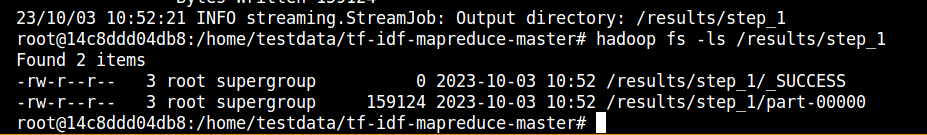 Bytes Written=159124
23/10/03 10:52:21 INFO streaming.StreamJob: Output directory: /results/step_1
root@14c8ddd04db8:/home/testdata/tf-idf-mapreduce-master# hadoop fs -ls /results/step_1
Found 2 items
-rw-r--r--   3 root supergroup          0 2023-10-03 10:52 /results/step_1/_SUCCESS
-rw-r--r--   3 root supergroup     159124 2023-10-03 10:52 /results/step_1/part-00000
root@14c8ddd04db8:/home/testdata/tf-idf-mapreduce-master#